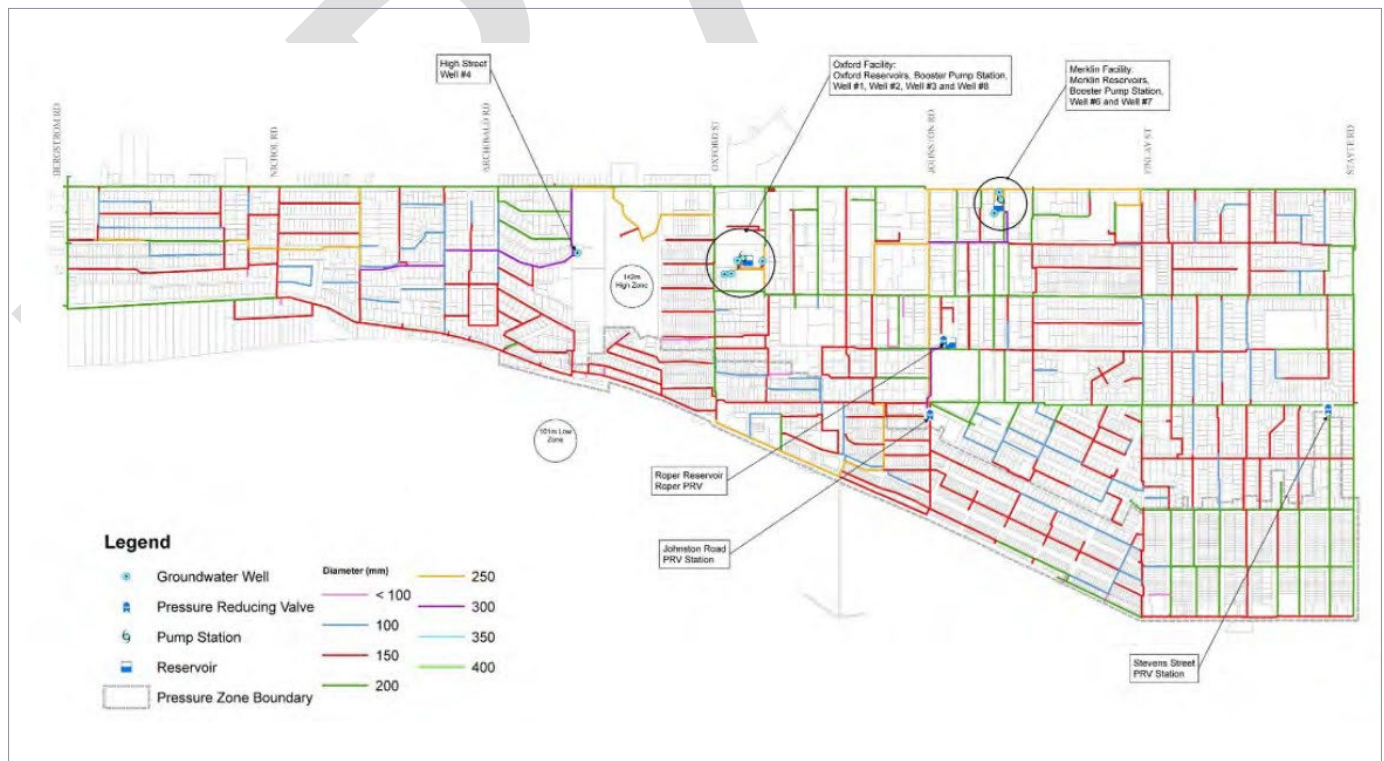 High Street
Well #4
Oxford Facility:
Oxford Reservoirs, Booster Pump Station,
Well #1, Well #2, Well #3 and Well #8
Merklin Facility:
Merklin Reservoirs,
Booster Pump Station,
Well #6 and Well #7
BERGSTROM RD
NICHOL RD
ARCHIBALD RD
OXFORD ST
JOHNSTON RD
FINLAY ST
STAYTE RD
142m
High Zone
101m Low
Zone
Roper Reservoir
Roper PRV
Johnston Road
PRV Station
Stevens Street
PRV Station
Legend
Groundwater Well
Pressure Reducing Valve
Pump Station
Reservoir
Pressure Zone Boundary
Diameter (mm)
< 100
100
150
200
250
300
350
400